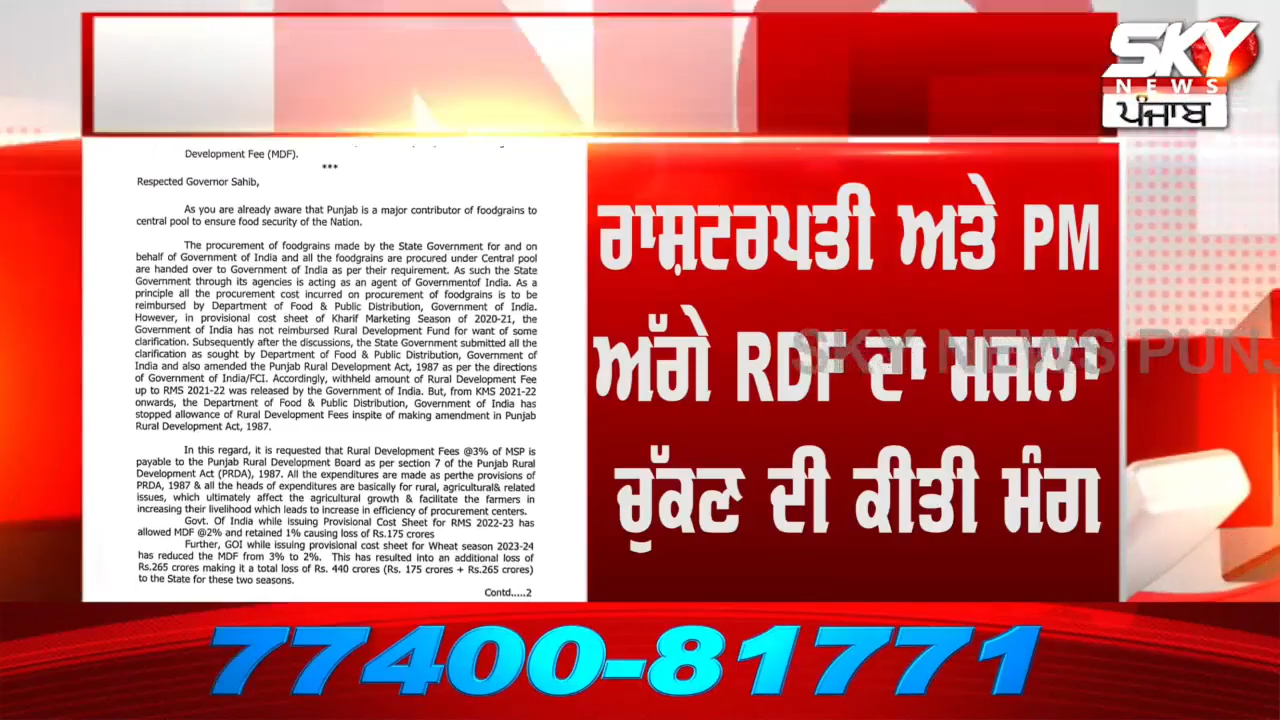 SKY
NEWS
ਪੰਜਾਬ
Development Fee (MDF).
***
Respected Governor Sahib,
As you are already aware that Punjab is a major contributor of foodgrains to
central pool to ensure food security of the Nation.
The procurement of foodgrains made by the State Government for and on
behalf of Government of India and all the foodgrains are procured under Central pool
are handed over to Government of India as per their requirement. As such the State
Government through its agencies is acting as an agent of Governmentof India. As a
principle all the procurement cost incurred on procurement of foodgrains is to be
reimbursed by Department of Food & Public Distribution, Government of India.
However, in provisional cost sheet of Kharif Marketing Season of 2020-21, the
Government of India has not reimbursed Rural Development Fund for want of some
clarification. Subsequently after the discussions, the State Government submitted all the
clarification as sought by Department of Food & Public Distribution, Government of
India and also amended the Punjab Rural Development Act, 1987 as per the directions
of Government of India/FCI. Accordingly, withheld amount of Rural Development Fee
up to RMS 2021-22 was released by the Government of India. But, from KMS 2021-22
onwards, the Department of Food & Public Distribution, Government of India has
stopped allowance of Rural Development Fees inspite of making amendment in Punjab
Rural Development Act, 1987.
In this regard, it is requested that Rural Development Fees @3% of MSP is
payable to the Punjab Rural Development Board as per section 7 of the Punjab Rural
Development Act (PRDA), 1987. All the expenditures are made as perthe provisions of
PRDA, 1987 & all the heads of expenditures are basically for rural, agricultural& related
issues, which ultimately affect the agricultural growth & facilitate the farmers in
increasing their livelihood which leads to increase in efficiency of procurement centers.
Govt. Of India while issuing Provisional Cost Sheet for RMS 2022-23 has
allowed MDF @2% and retained 1% causing loss of Rs.175 crores
Further, GOI while issuing provisional cost sheet for Wheat season 2023-24
has reduced the MDF from 3% to 2%. This has resulted into an additional loss of
Rs.265 crores making it a total loss of Rs. 440 crores (Rs. 175 crores + Rs.265 crores)
to the State for these two seasons.
Contd.....2
ਰਾਸ਼ਟਰਪਤੀ ਅਤੇ PM
ਅੱਗੇ RDF ਦਾ ਮਸਲਾ
ਚੁੱਕਣ ਦੀ ਕੀਤੀ ਮੰਗ
SKY NEWS PUNJ
77400-81771